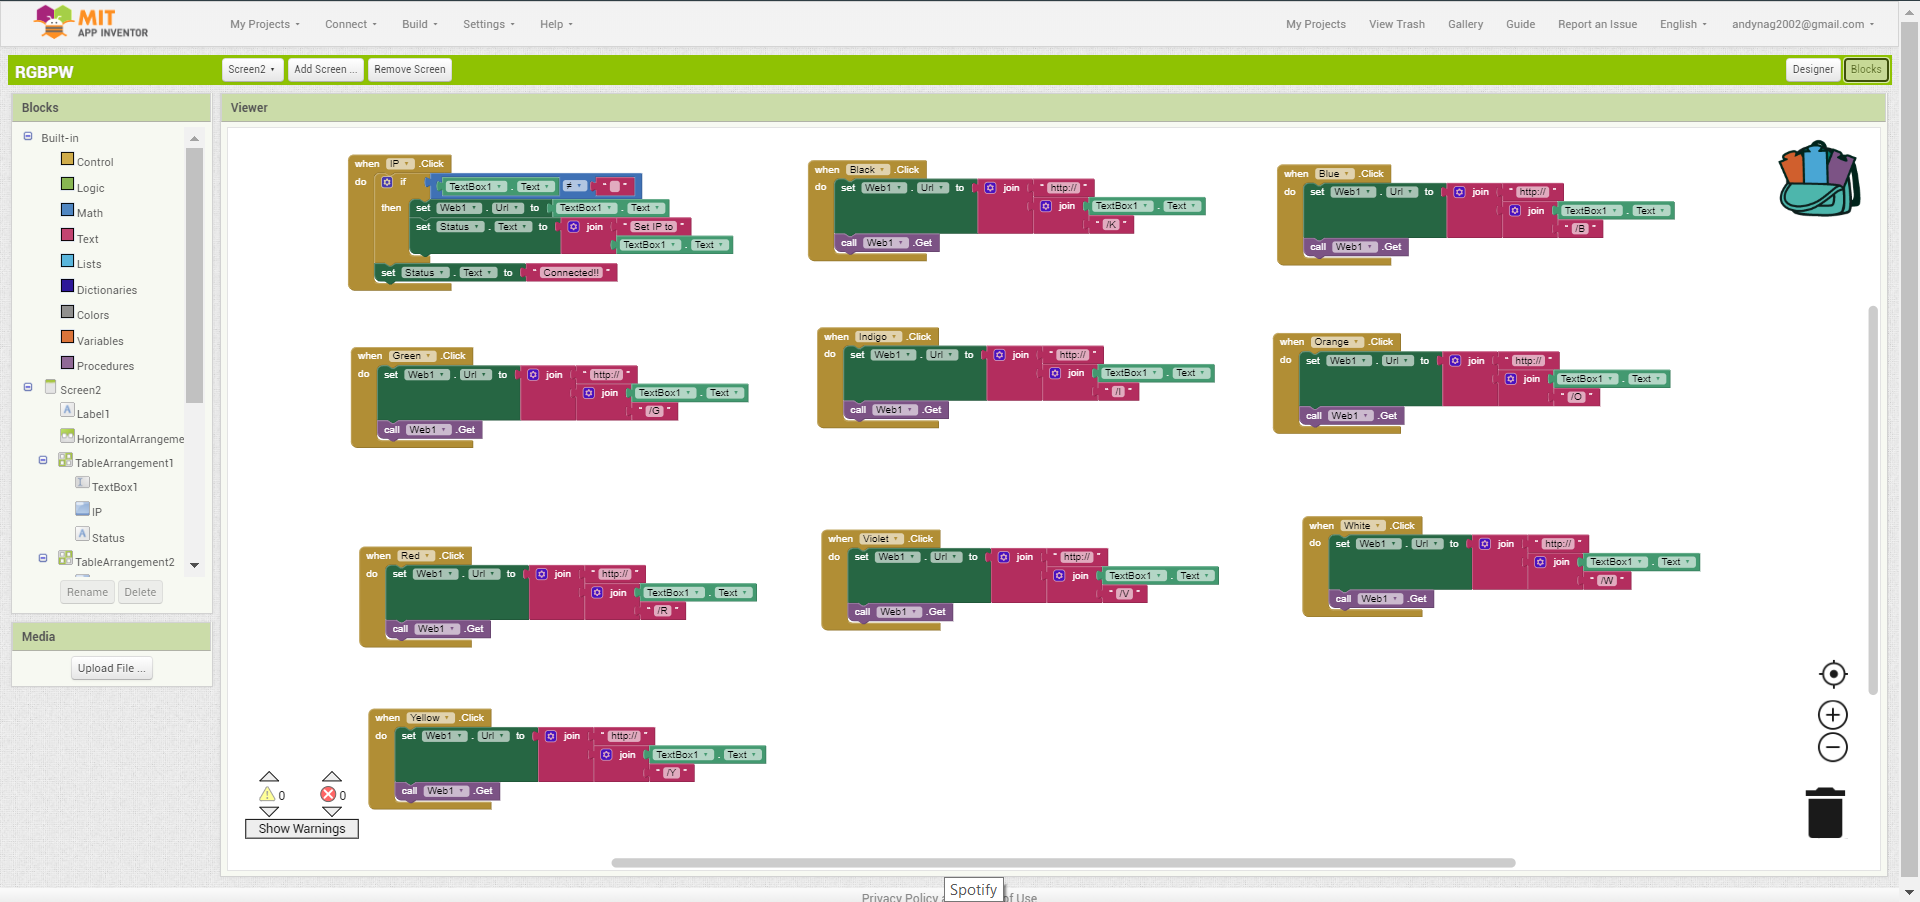 MIT
APP INVENTOR
My Projects Connect Build Settings Help My Projects View Trash Gallery Guide Report an Issue English andynag2002@gmail.com
RGBPW Screen2 Add Screen ... Remove Screen Designer Blocks
Blocks
Built-in
Control
Logic
Math
Text
Lists
Dictionaries
Colors
Variables
Procedures
Screen2
Label1
HorizontalArrangeme
TableArrangement1
TextBox1
IP
Status
TableArrangement2
Rename Delete
Media
Upload File ...
Viewer
when IP .Click
do if TextBox1 . Text ≠ " "
then set Web1 . Url to TextBox1 . Text
set Status . Text to join " Set IP to "
TextBox1 . Text
set Status . Text to " Connected!! "
when Black .Click
do set Web1 . Url to join " http:// "
join TextBox1 . Text
" /K "
call Web1 .Get
when Blue .Click
do set Web1 . Url to join " http:// "
join TextBox1 . Text
" /B "
call Web1 .Get
when Green .Click
do set Web1 . Url to join " http:// "
join TextBox1 . Text
" /G "
call Web1 .Get
when Indigo .Click
do set Web1 . Url to join " http:// "
join TextBox1 . Text
" /I "
call Web1 .Get
when Orange .Click
do set Web1 . Url to join " http:// "
join TextBox1 . Text
" /O "
call Web1 .Get
when Red .Click
do set Web1 . Url to join " http:// "
join TextBox1 . Text
" /R "
call Web1 .Get
when Violet .Click
do set Web1 . Url to join " http:// "
join TextBox1 . Text
" /V "
call Web1 .Get
when White .Click
do set Web1 . Url to join " http:// "
join TextBox1 . Text
" /W "
call Web1 .Get
when Yellow .Click
do set Web1 . Url to join " http:// "
join TextBox1 . Text
" /Y "
call Web1 .Get
0 0
Show Warnings
Spotify
Privacy Policy a of Use